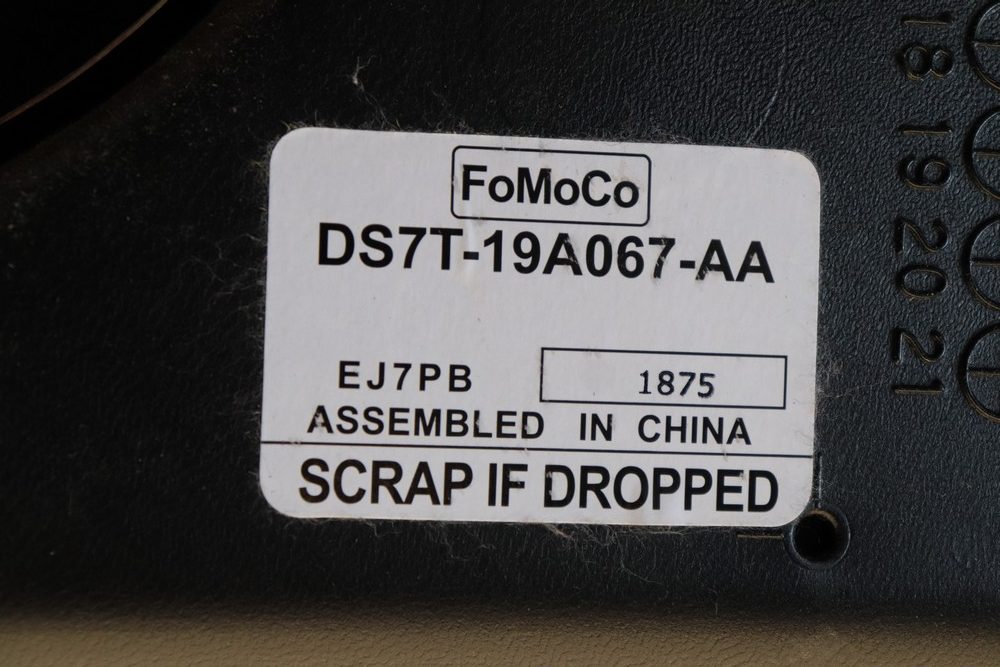 FoMoCo
DS7T-19A067-AA
EJ7PB 1875
ASSEMBLED IN CHINA
SCRAP IF DROPPED
18 19 20 21